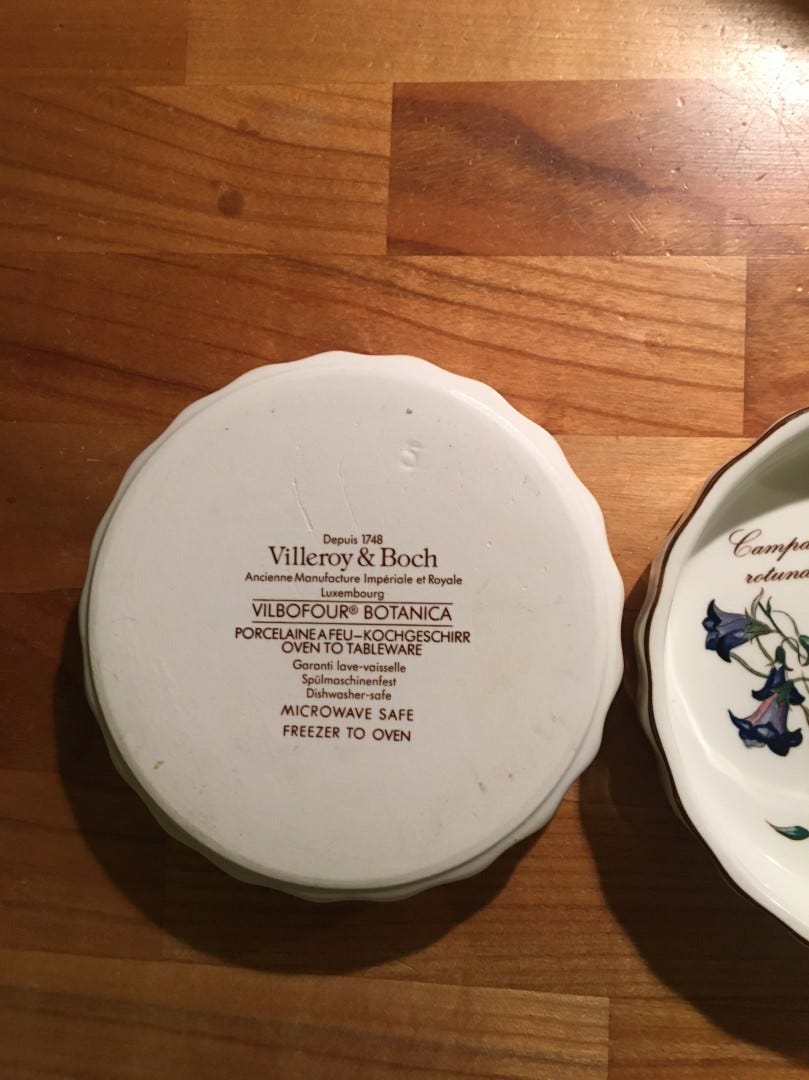 Depuis 1748
Villeroy & Boch
Ancienne Manufacture Impériale et Royale
Luxembourg
VILBOFOUR® BOTANICA
PORCELAINE A FEU–KOCHGESCHIRR
OVEN TO TABLEWARE
Garanti lave-vaisselle
Spülmaschinenfest
Dishwasher-safe
MICROWAVE SAFE
FREEZER TO OVEN